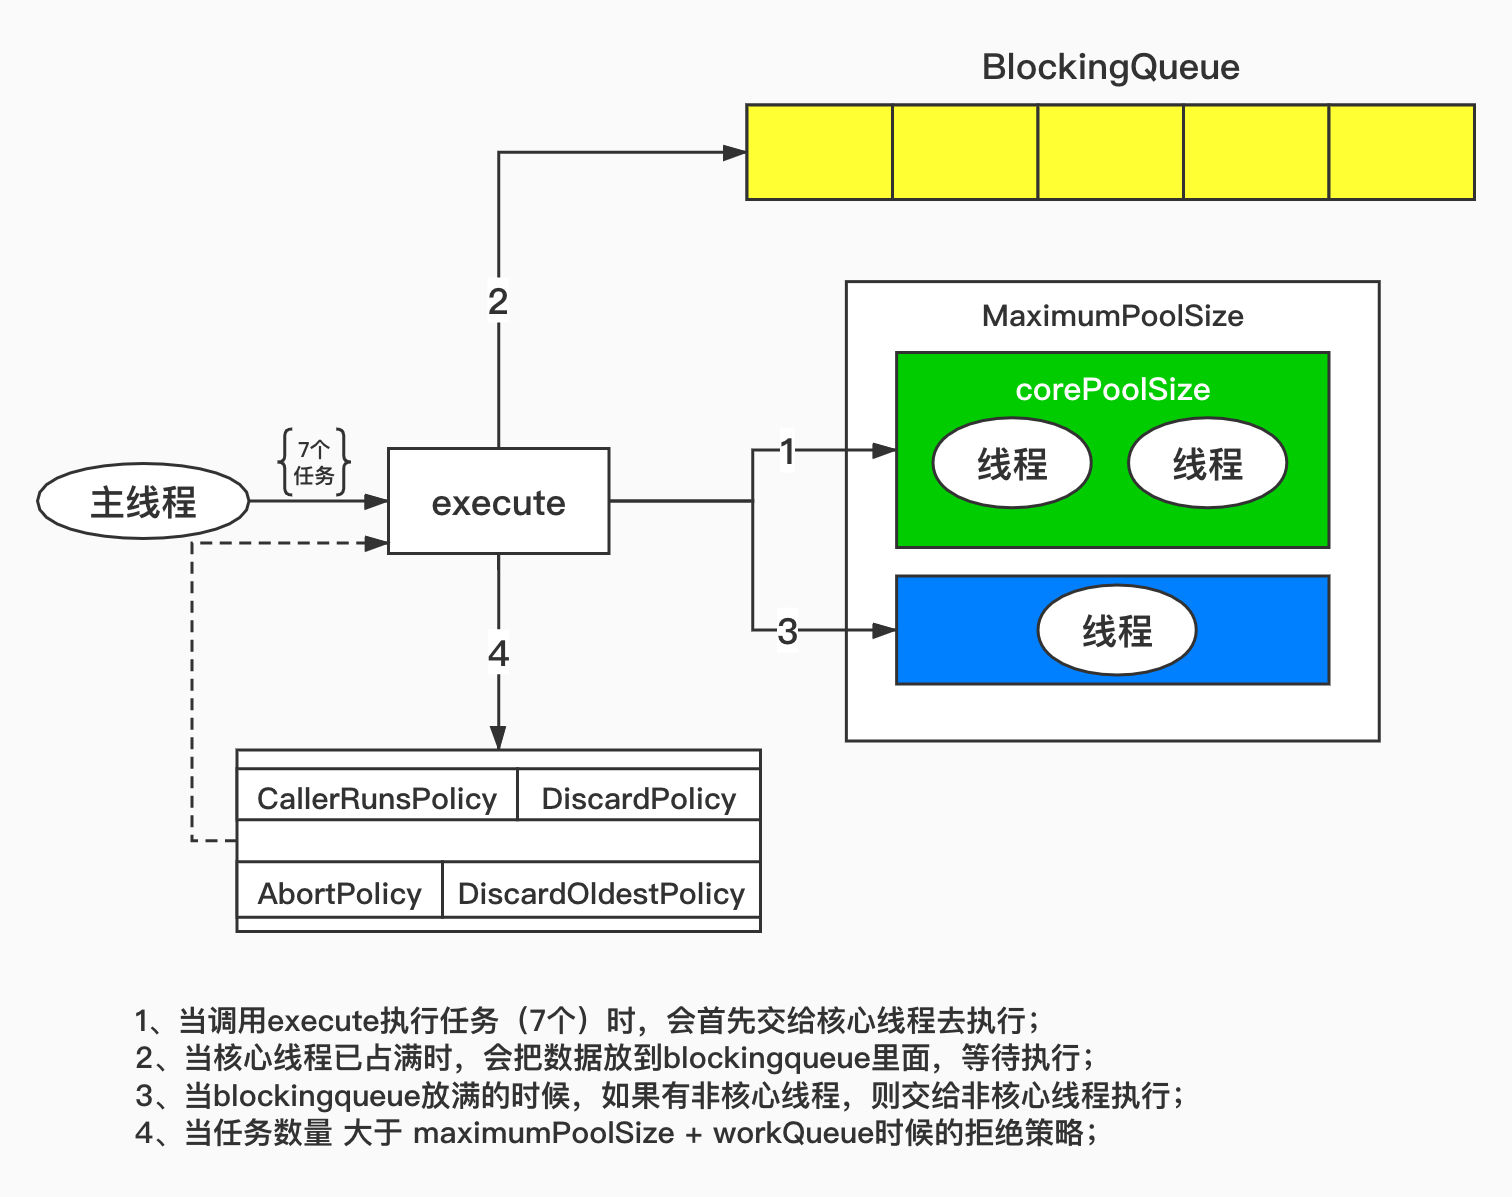 BlockingQueue
2
MaximumPoolSize
corePoolSize
线程
线程
1
7个
任务
主线程
execute
3
线程
4
CallerRunsPolicy
DiscardPolicy
AbortPolicy
DiscardOldestPolicy
1、当调用execute执行任务（7个）时，会首先交给核心线程去执行；
2、当核心线程已占满时，会把数据放到blockingqueue里面，等待执行；
3、当blockingqueue放满的时候，如果有非核心线程，则交给非核心线程执行；
4、当任务数量 大于 maximumPoolSize + workQueue时候的拒绝策略；